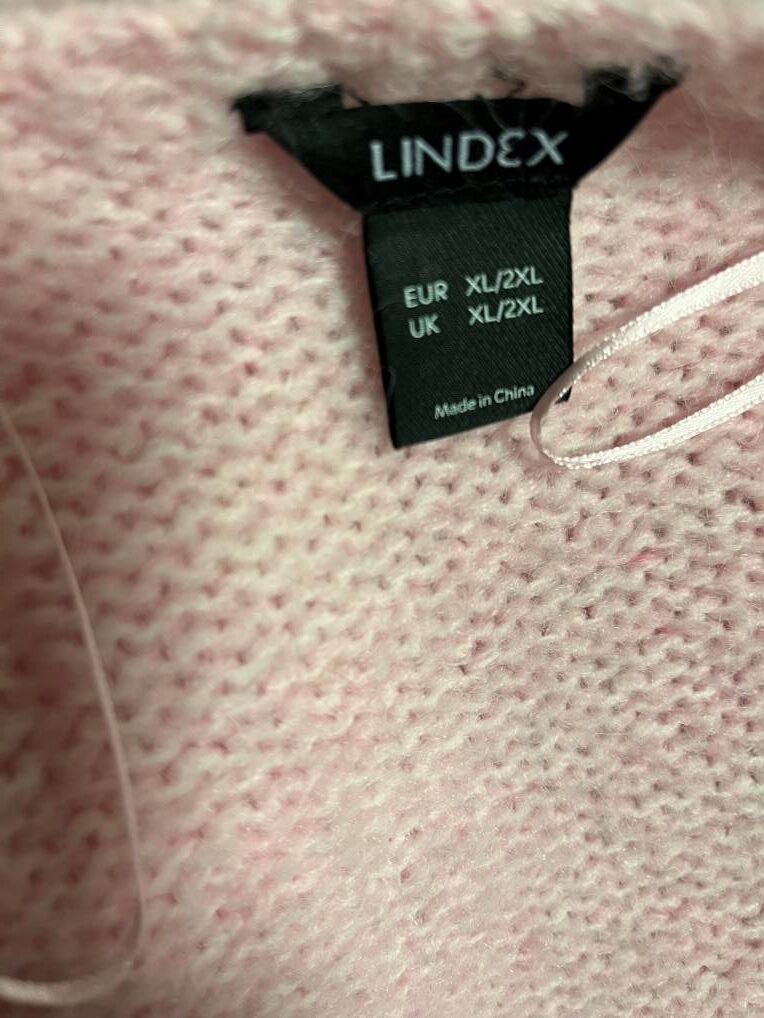 LINDEX
EUR XL/2XL
UK XL/2XL
Made in China